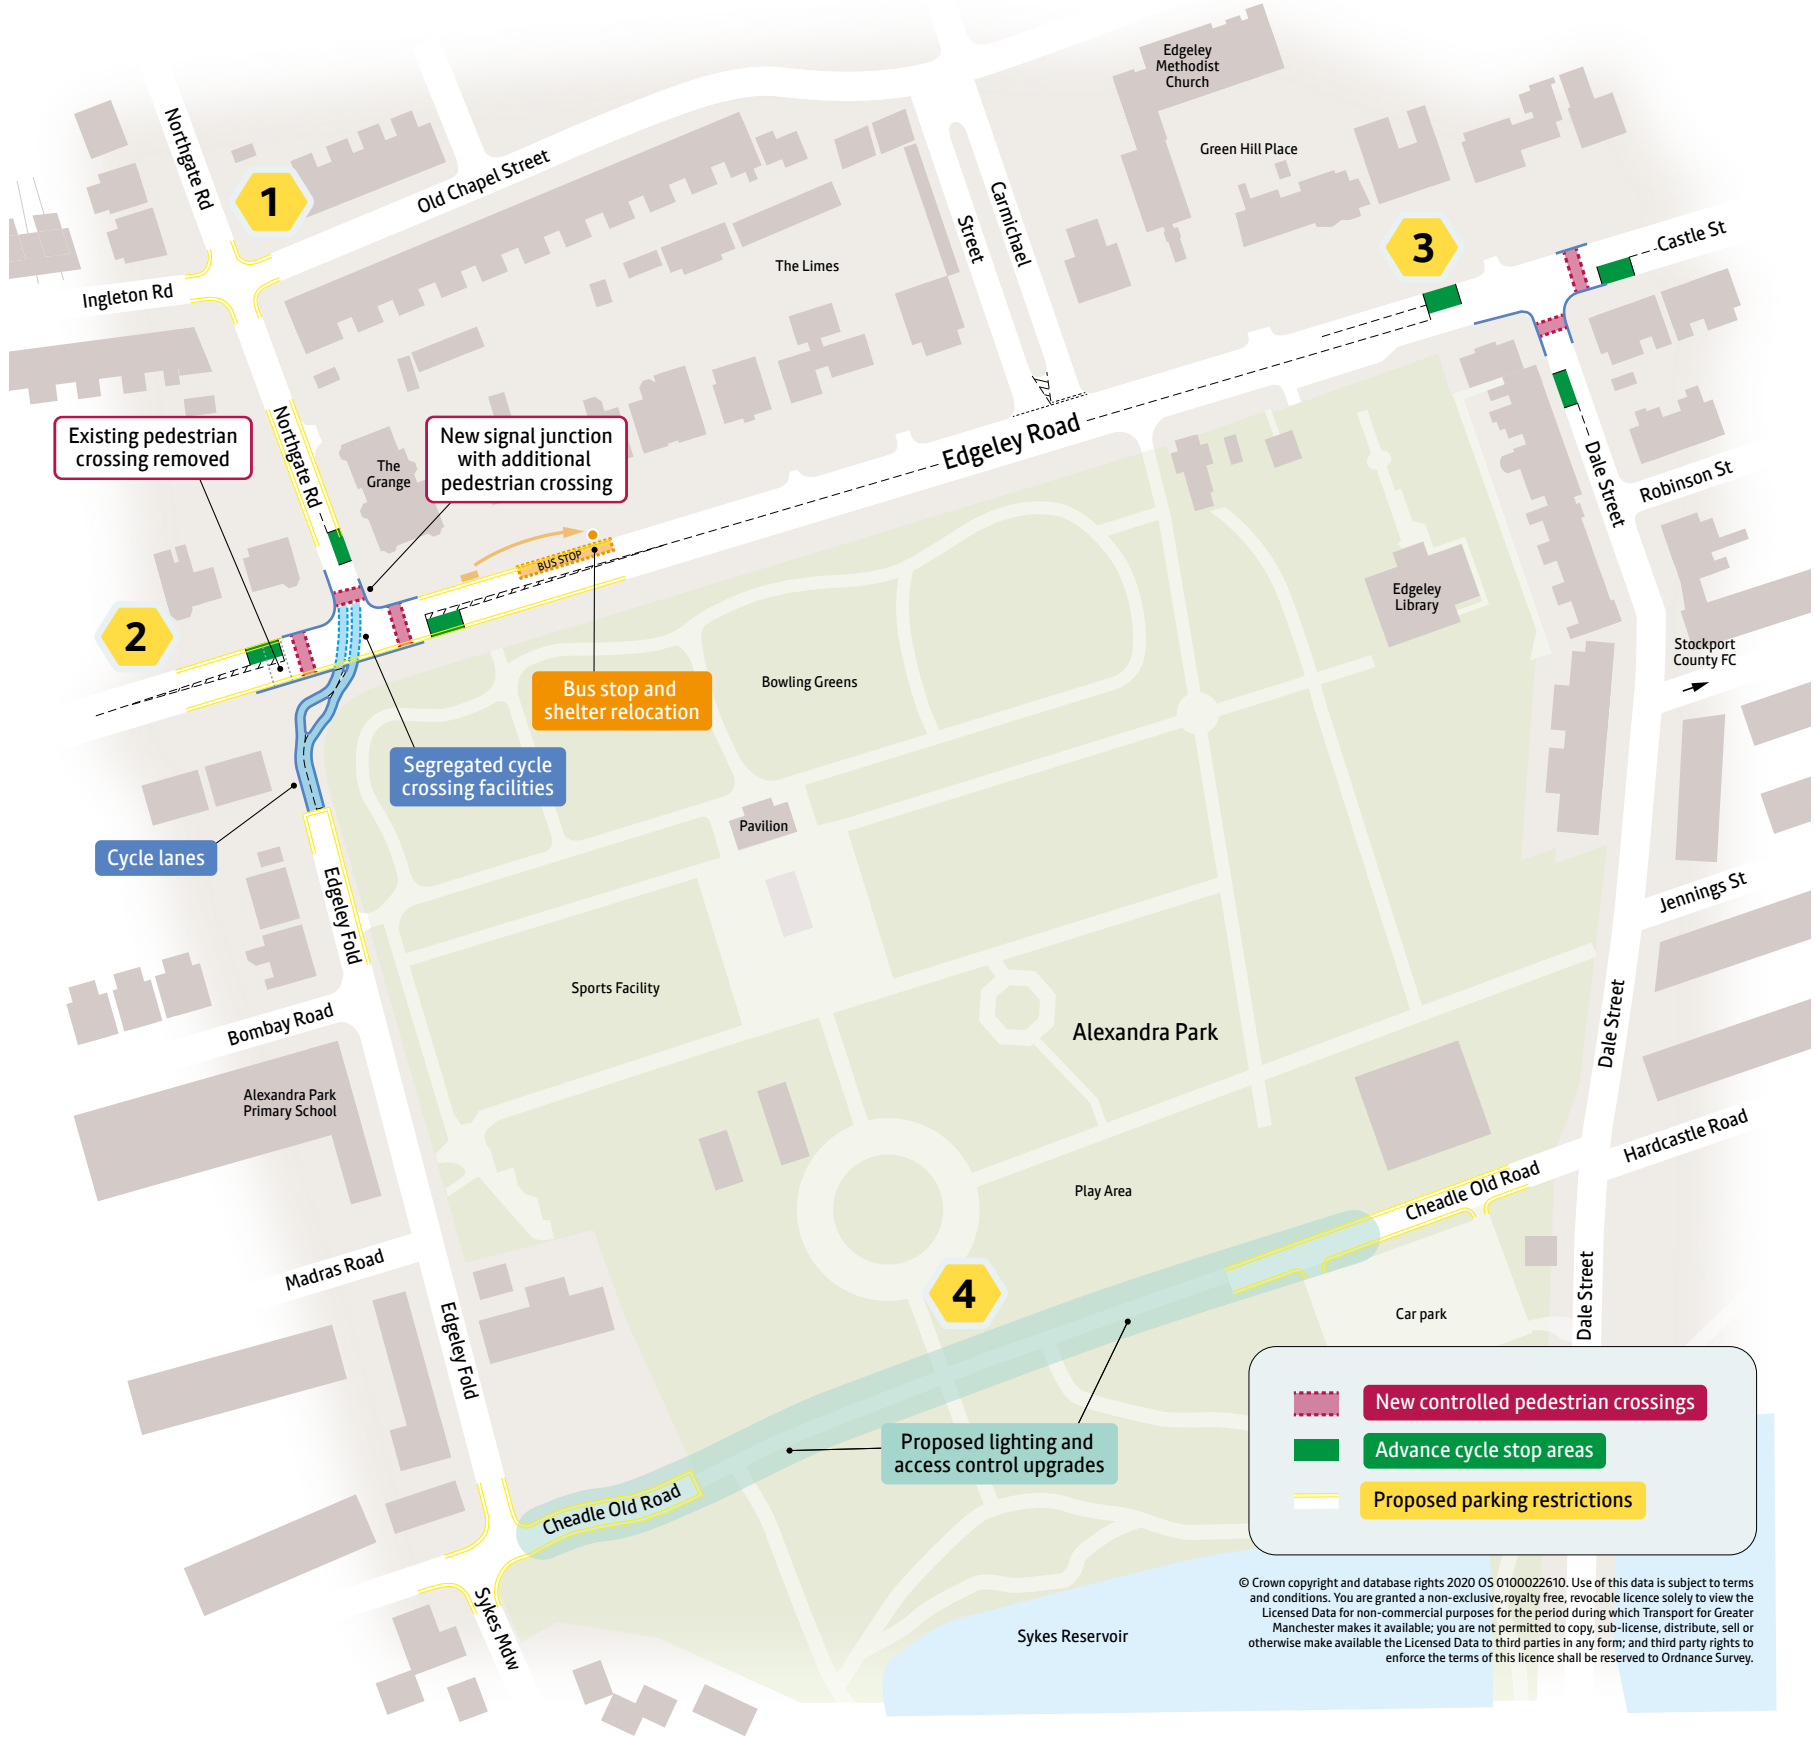 Edgeley
Methodist
Church
Northgate Rd
1
Old Chapel Street
Green Hill Place
Carmichael
Street
3
Castle St
The Limes
Ingleton Rd
Existing pedestrian
crossing removed
Northgate Rd
The
Grange
New signal junction
with additional
pedestrian crossing
Edgeley Road
Dale Street
Robinson St
BUS STOP
Edgeley
Library
2
Stockport
County FC
Bus stop and
shelter relocation
Bowling Greens
Segregated cycle
crossing facilities
Pavilion
Cycle lanes
Edgeley Fold
Jennings St
Sports Facility
Bombay Road
Alexandra Park
Dale Street
Alexandra Park
Primary School
Hardcastle Road
Play Area
Cheadle Old Road
Madras Road
4
Dale Street
Car park
Edgeley Fold
New controlled pedestrian crossings
Proposed lighting and
access control upgrades
Advance cycle stop areas
Proposed parking restrictions
Cheadle Old Road
Sykes Mdw
Sykes Reservoir
© Crown copyright and database rights 2020 OS 0100022610. Use of this data is subject to terms
and conditions. You are granted a non-exclusive,royalty free, revocable licence solely to view the
Licensed Data for non-commercial purposes for the period during which Transport for Greater
Manchester makes it available; you are not permitted to copy, sub-license, distribute, sell or
otherwise make available the Licensed Data to third parties in any form; and third party rights to
enforce the terms of this licence shall be reserved to Ordnance Survey.